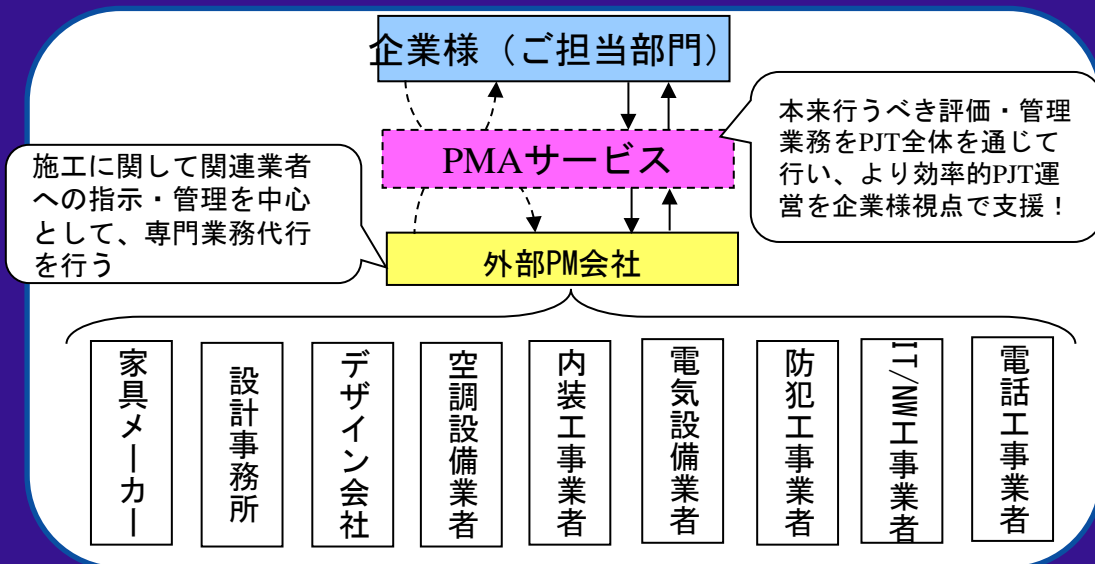 企業様（ご担当部門）
本来行うべき評価・管理
業務をPJT全体を通じて
行い、より効率的PJT運
営を企業様視点で支援！
PMAサービス
施工に関して関連業者
への指示・管理を中心
として、専門業務代行
を行う
外部PM会社
家具メーカー
設計事務所
デザイン会社
空調設備業者
内装工事業者
電気設備業者
防犯工事業者
IT/NW工事業者
電話工事業者